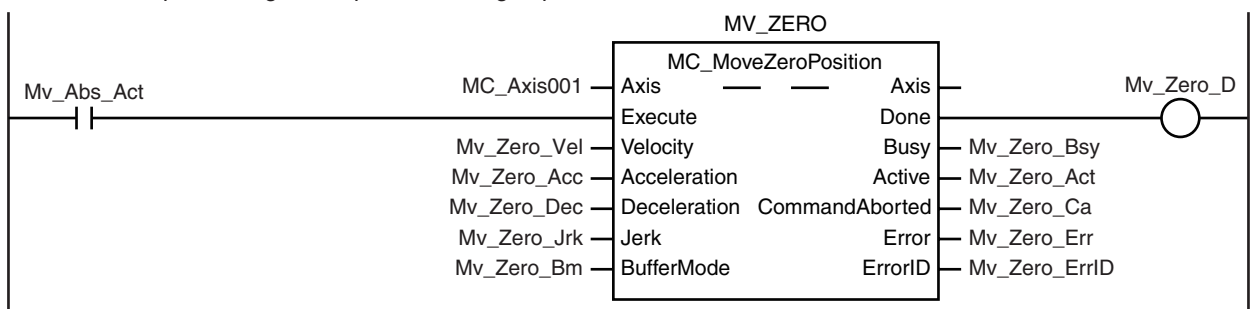 MV_ZERO
MC_MoveZeroPosition
MC_Axis001 Axis Axis
Mv_Abs_Act Mv_Zero_D
Execute Done
Mv_Zero_Vel Velocity Busy Mv_Zero_Bsy
Mv_Zero_Acc Acceleration Active Mv_Zero_Act
Mv_Zero_Dec Deceleration CommandAborted Mv_Zero_Ca
Mv_Zero_Jrk Jerk Error Mv_Zero_Err
Mv_Zero_Bm BufferMode ErrorID Mv_Zero_ErrID